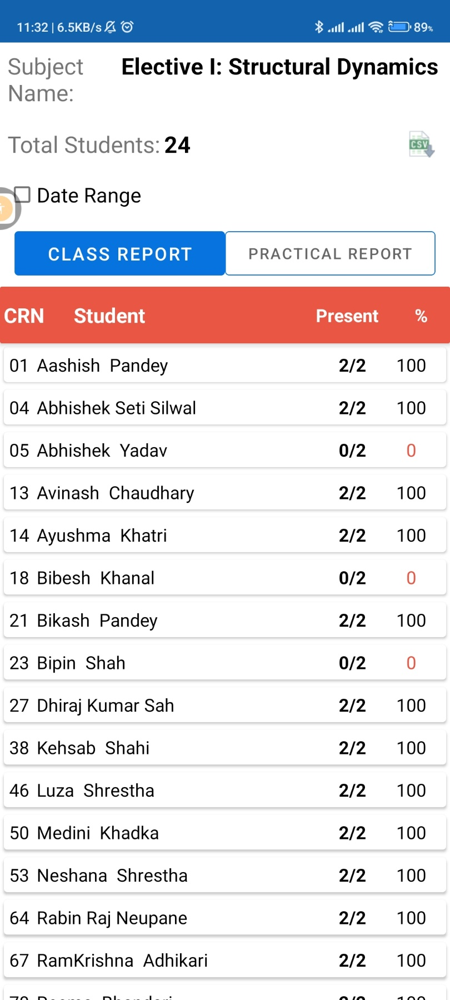 11:32 | 6.5KB/s 89%
Subject Name: Elective I: Structural Dynamics
Total Students: 24
CSV
Date Range
CLASS REPORT PRACTICAL REPORT
CRN Student Present %
01 Aashish Pandey 2/2 100
04 Abhishek Seti Silwal 2/2 100
05 Abhishek Yadav 0/2 0
13 Avinash Chaudhary 2/2 100
14 Ayushma Khatri 2/2 100
18 Bibesh Khanal 0/2 0
21 Bikash Pandey 2/2 100
23 Bipin Shah 0/2 0
27 Dhiraj Kumar Sah 2/2 100
38 Kehsab Shahi 2/2 100
46 Luza Shrestha 2/2 100
50 Medini Khadka 2/2 100
53 Neshana Shrestha 2/2 100
64 Rabin Raj Neupane 2/2 100
67 RamKrishna Adhikari 2/2 100